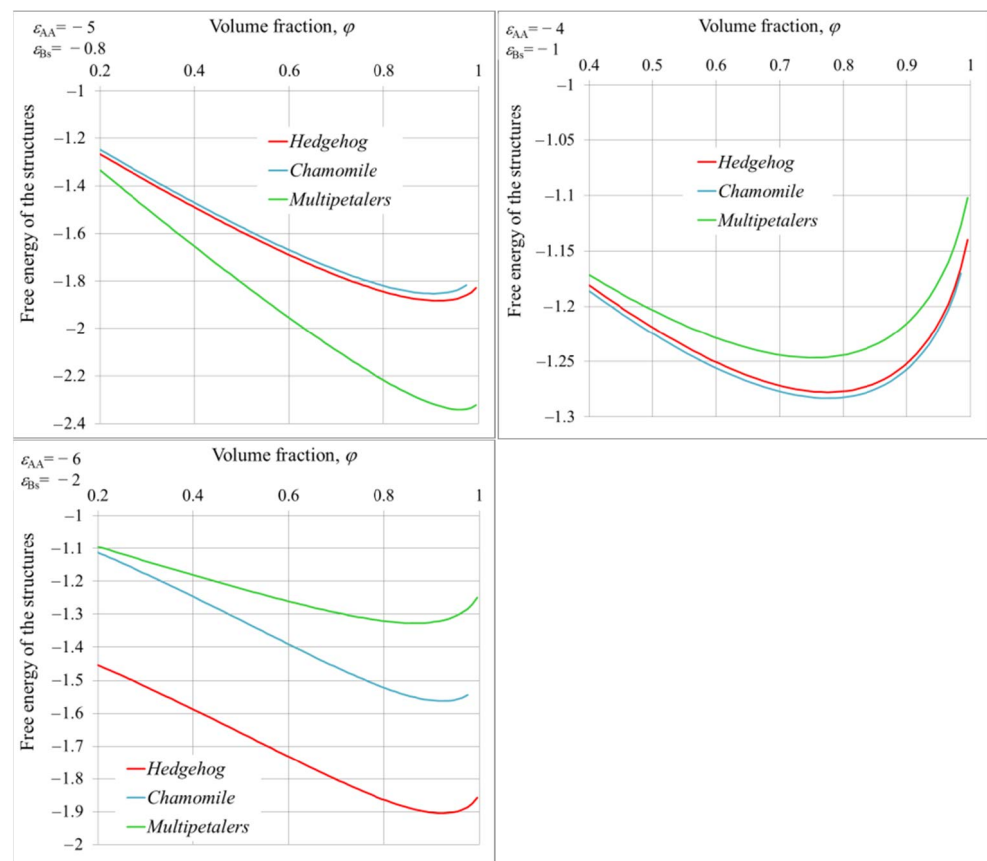 εAA= − 5
εBs= − 0.8
Volume fraction, φ
0.2 0.4 0.6 0.8 1
Free energy of the structures
−1
−1.2
−1.4
−1.6
−1.8
−2
−2.2
−2.4
Hedgehog
Chamomile
Multipetalers
εAA= − 4
εBs= − 1
Volume fraction, φ
0.4 0.5 0.6 0.7 0.8 0.9 1
Free energy of the structures
−1
−1.05
−1.1
−1.15
−1.2
−1.25
−1.3
Hedgehog
Chamomile
Multipetalers
εAA= − 6
εBs= − 2
Volume fraction, φ
0.2 0.4 0.6 0.8 1
Free energy of the structures
−1
−1.1
−1.2
−1.3
−1.4
−1.5
−1.6
−1.7
−1.8
−1.9
−2
Hedgehog
Chamomile
Multipetalers